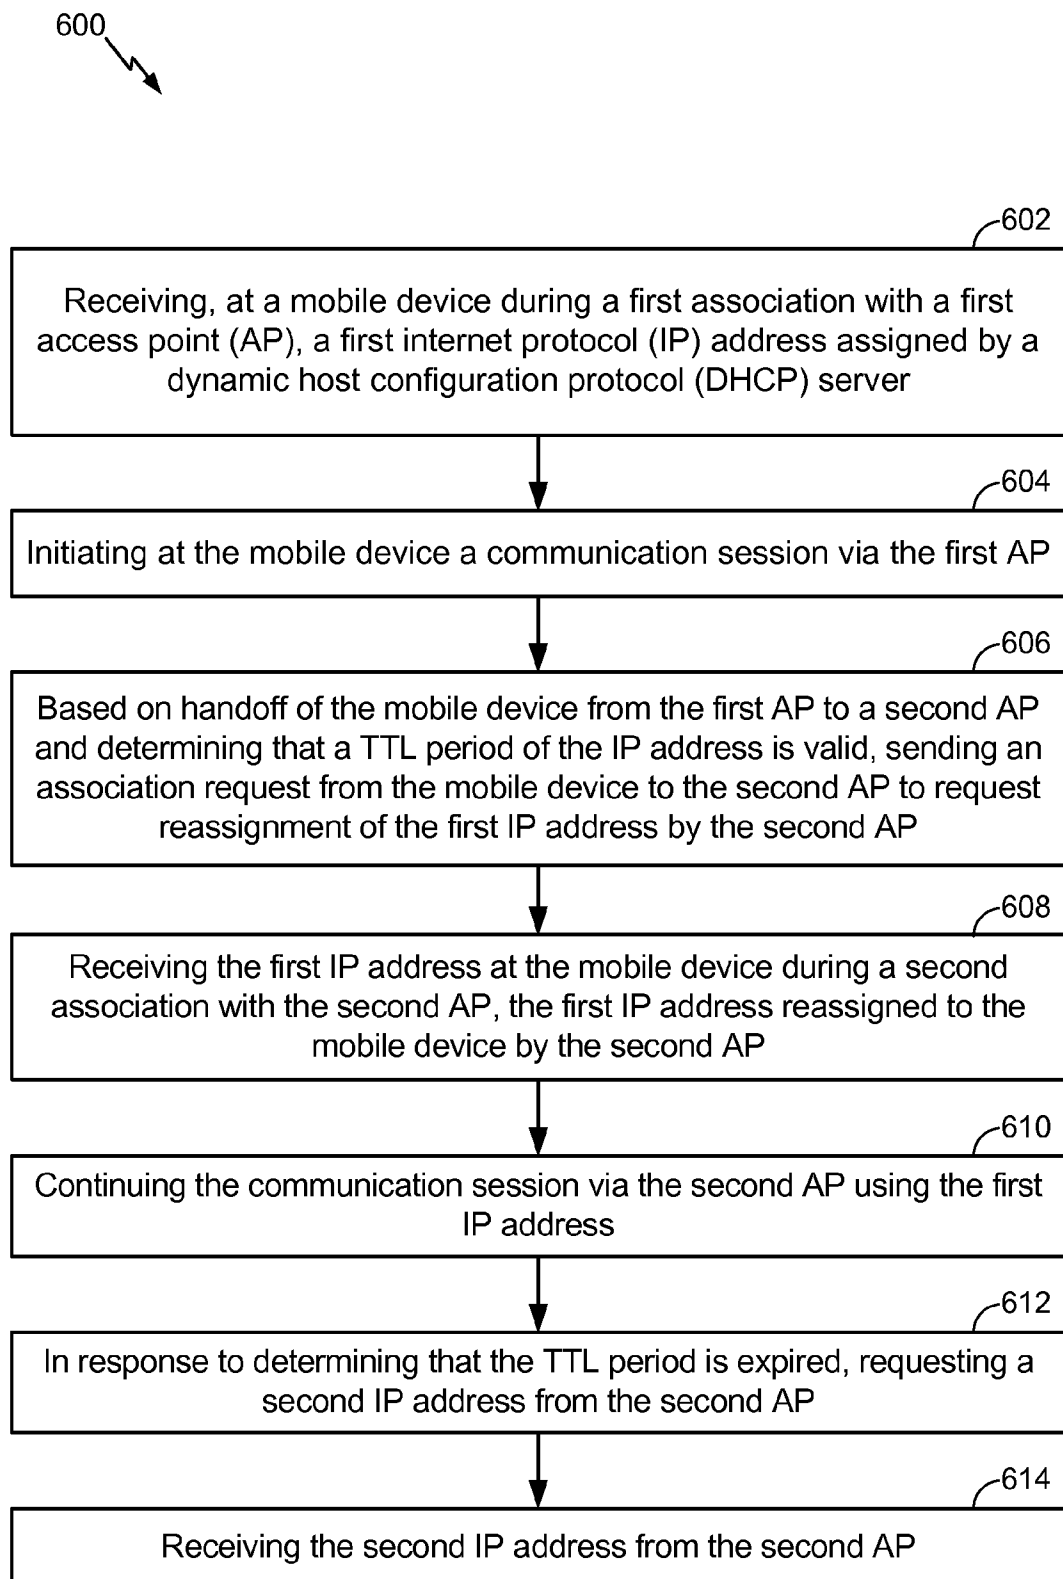 600
602
Receiving, at a mobile device during a first association with a first
access point (AP), a first internet protocol (IP) address assigned by a
dynamic host configuration protocol (DHCP) server
604
Initiating at the mobile device a communication session via the first AP
606
Based on handoff of the mobile device from the first AP to a second AP
and determining that a TTL period of the IP address is valid, sending an
association request from the mobile device to the second AP to request
reassignment of the first IP address by the second AP
608
Receiving the first IP address at the mobile device during a second
association with the second AP, the first IP address reassigned to the
mobile device by the second AP
610
Continuing the communication session via the second AP using the first
IP address
612
In response to determining that the TTL period is expired, requesting a
second IP address from the second AP
614
Receiving the second IP address from the second AP